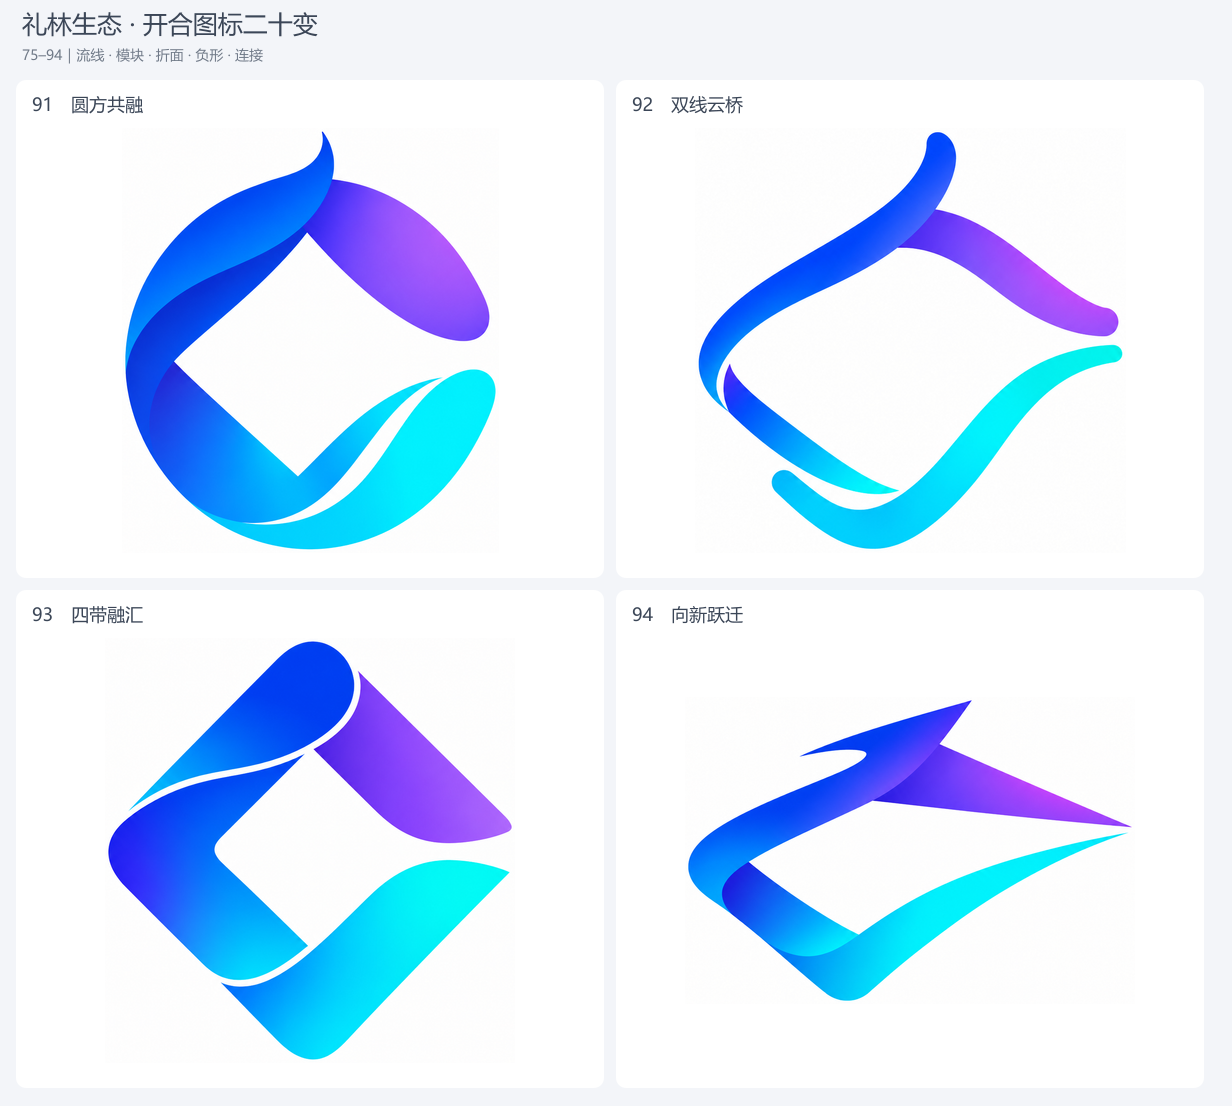 礼林生态 · 开合图标二十变
75–94 | 流线 · 模块 · 折面 · 负形 · 连接
91 圆方共融
92 双线云桥
93 四带融汇
94 向新跃迁